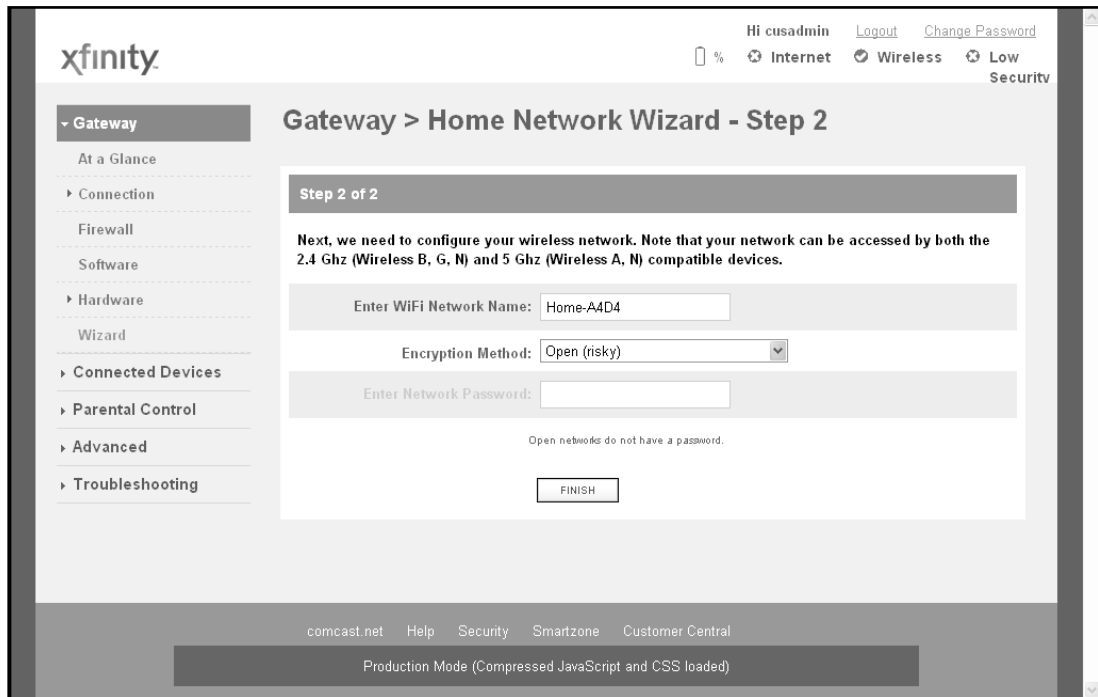 xfinity.
Hi cusadmin Logout Change Password
% Internet Wireless Low Security
Gateway
At a Glance
Connection
Firewall
Software
Hardware
Wizard
Connected Devices
Parental Control
Advanced
Troubleshooting
Gateway > Home Network Wizard - Step 2
Step 2 of 2
Next, we need to configure your wireless network. Note that your network can be accessed by both the
2.4 Ghz (Wireless B, G, N) and 5 Ghz (Wireless A, N) compatible devices.
Enter WiFi Network Name: Home-A4D4
Encryption Method: Open (risky)
Enter Network Password:
Open networks do not have a password.
FINISH
comcast.net Help Security Smartzone Customer Central
Production Mode (Compressed JavaScript and CSS loaded)